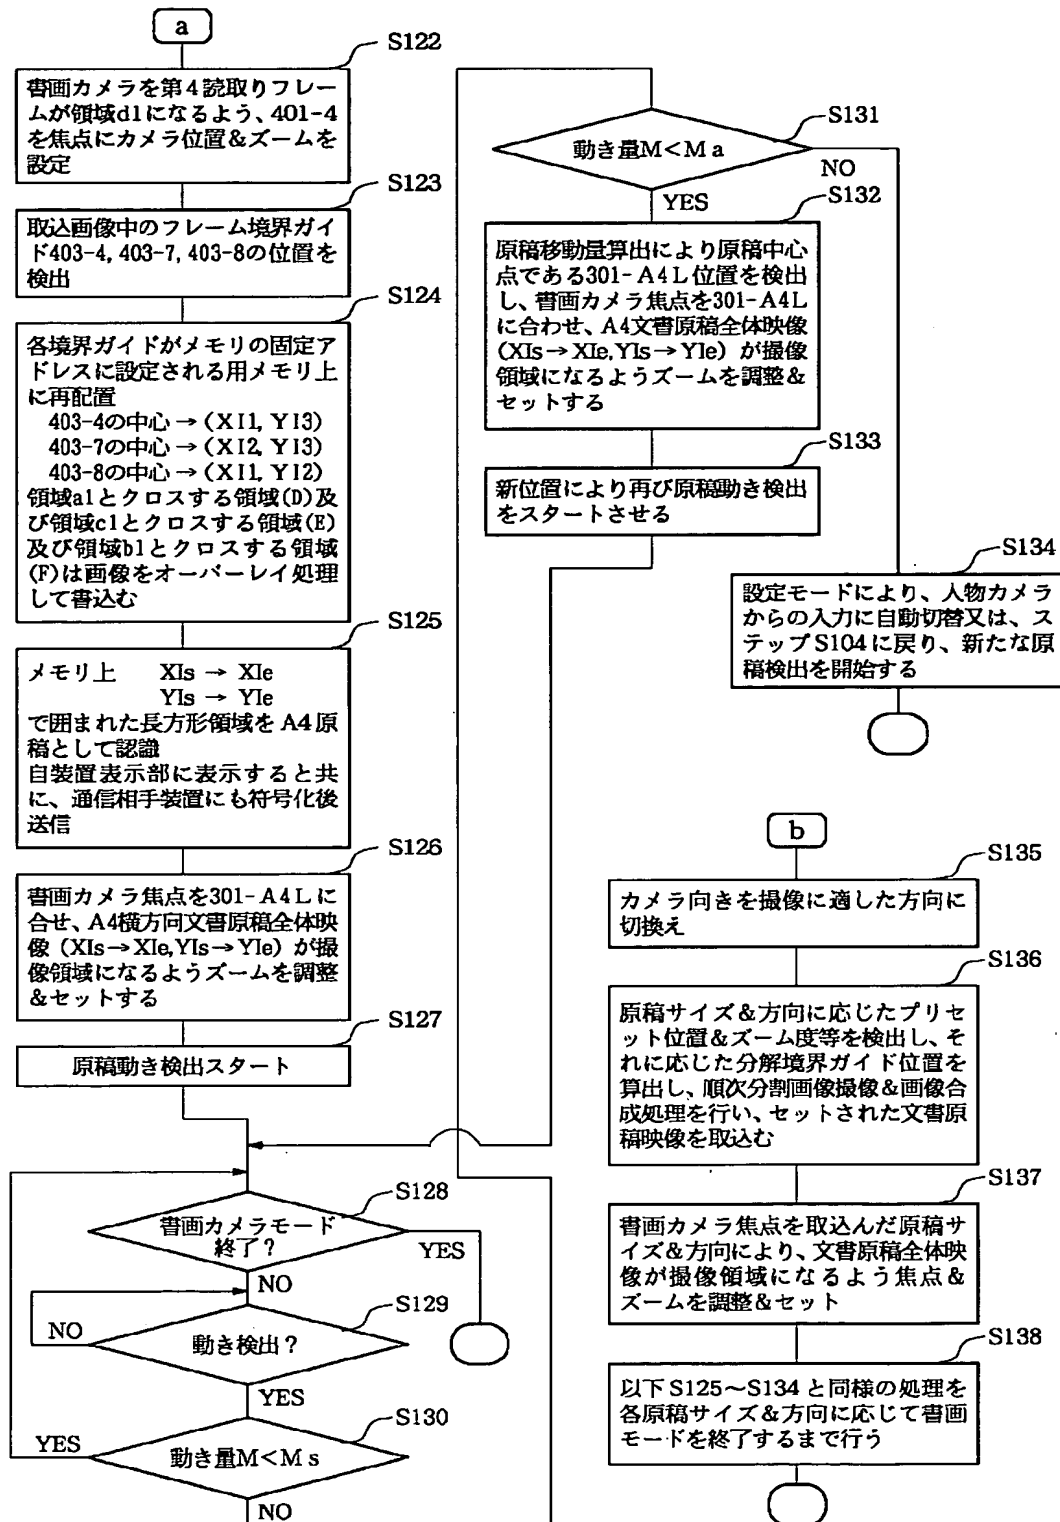 a
S122
書画カメラを第4読取りフレー
ムが領域d1になるよう、401-4
を焦点にカメラ位置&ズームを
設定
S123
取込画像中のフレーム境界ガイ
ド403-4, 403-7, 403-8の位置を
検出
S124
各境界ガイドがメモリの固定ア
ドレスに設定される用メモリ上
に再配置
403-4の中心→(XI1, YI3)
403-7の中心→(XI2, YI3)
403-8の中心→(XI1, YI2)
領域a1とクロスする領域(D)及
び領域c1とクロスする領域(E)
及び領域b1とクロスする領域
(F)は画像をオーバーレイ処理
して書込む
S125
メモリ上 XIs → XIe
YIs → YIe
で囲まれた長方形領域をA4原
稿として認識
自装置表示部に表示すると共
に、通信相手装置にも符号化後
送信
S126
書画カメラ焦点を301-A4Lに
合せ、A4横方向文書原稿全体映
像(XIs→XIe,YIs→YIe)が撮
像領域になるようズームを調整
&セットする
S127
原稿動き検出スタート
S128
書画カメラモード
終了?
YES
NO
S129
動き検出?
NO
YES
S130
動き量M<Ms
YES
NO
S131
動き量M<Ma
NO
YES
S132
原稿移動量算出により原稿中心
点である301-A4L位置を検出
し、書画カメラ焦点を301-A4L
に合わせ、A4文書原稿全体映像
(XIs→XIe,YIs→YIe)が撮像
領域になるようズームを調整&
セットする
S133
新位置により再び原稿動き検出
をスタートさせる
S134
設定モードにより、人物カメラ
からの入力に自動切替又は、ス
テップS104に戻り、新たな原
稿検出を開始する
b
S135
カメラ向きを撮像に適した方向に
切換え
S136
原稿サイズ&方向に応じたプリセ
ット位置&ズーム度等を検出し、そ
れに応じた分解境界ガイド位置を
算出し、順次分割画像撮像&画像合
成処理を行い、セットされた文書原
稿映像を取込む
S137
書画カメラ焦点を取込んだ原稿サ
イズ&方向により、文書原稿全体映
像が撮像領域になるよう焦点&
ズームを調整&セット
S138
以下S125~S134と同様の処理を
各原稿サイズ&方向に応じて書画
モードを終了するまで行う